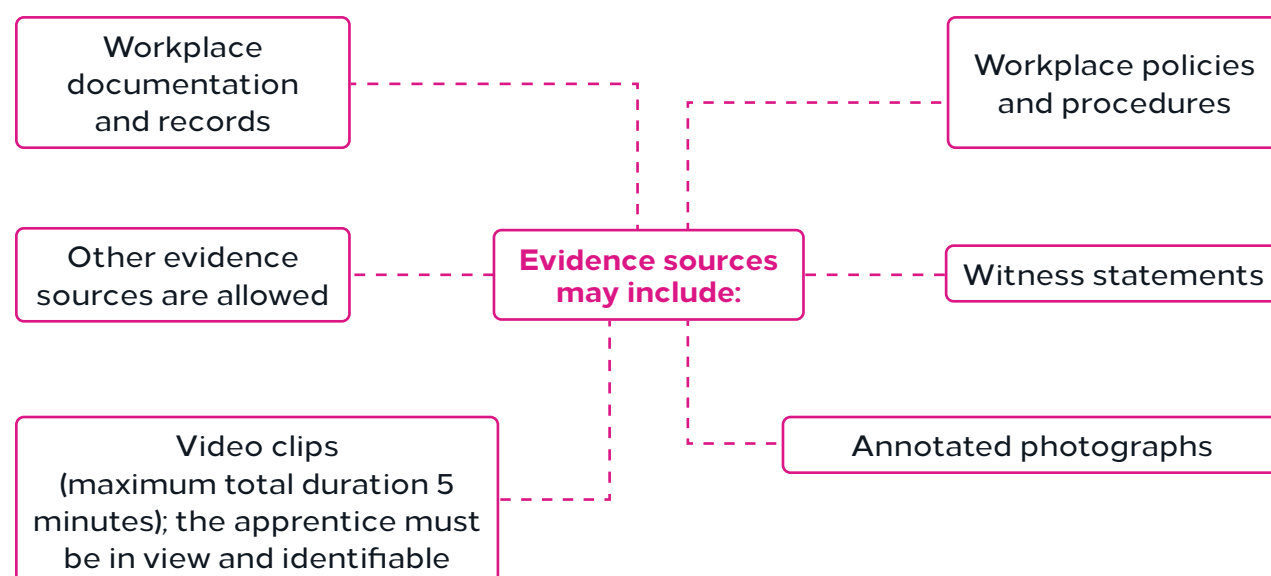 Workplace
documentation
and records
Workplace policies
and procedures
Other evidence
sources are allowed
Evidence sources
may include:
Witness statements
Video clips
(maximum total duration 5
minutes); the apprentice must
be in view and identifiable
Annotated photographs